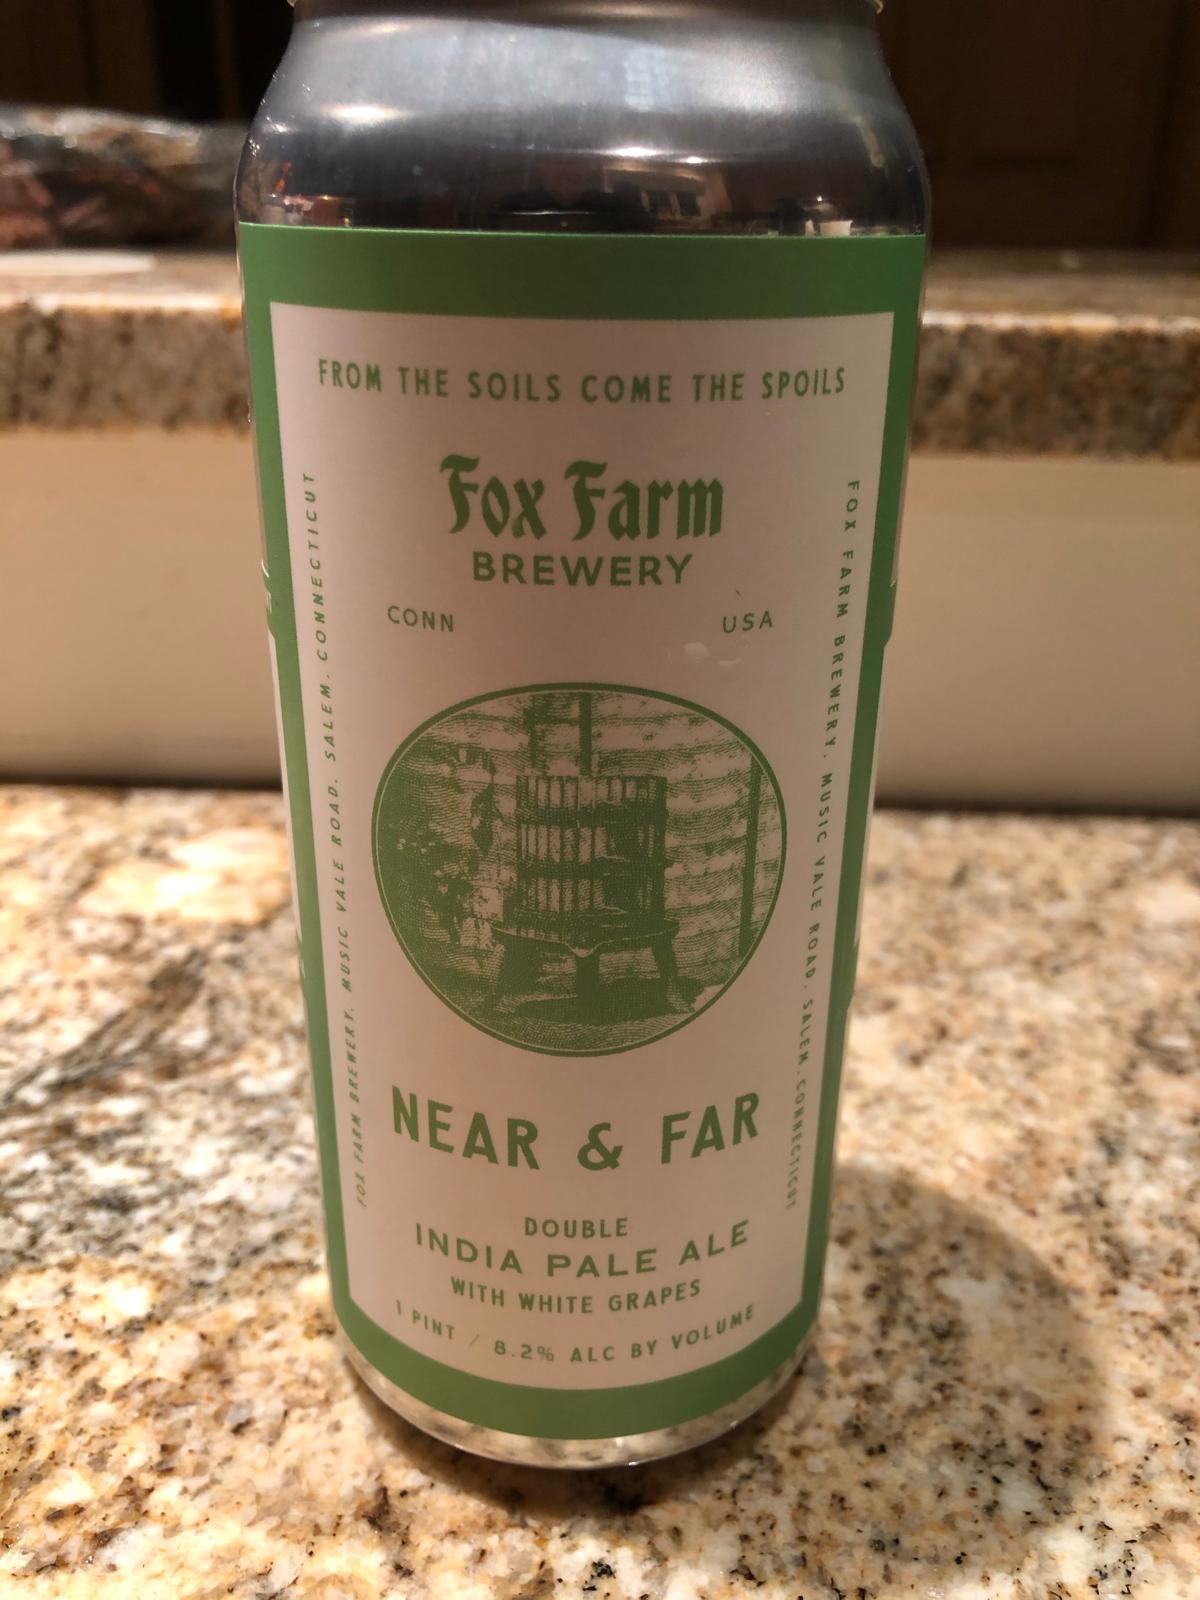 FROM THE SOILS COME THE SPOILS
Fox Farm
BREWERY
CONN USA
FOX FARM BREWERY. MUSIC VALE ROAD. SALEM. CONNECTICUT
FOX FARM BREWERY. MUSIC VALE ROAD. SALEM. CONNECTICUT
NEAR & FAR
DOUBLE
INDIA PALE ALE
WITH WHITE GRAPES
1 PINT / 8.2% ALC BY VOLUME